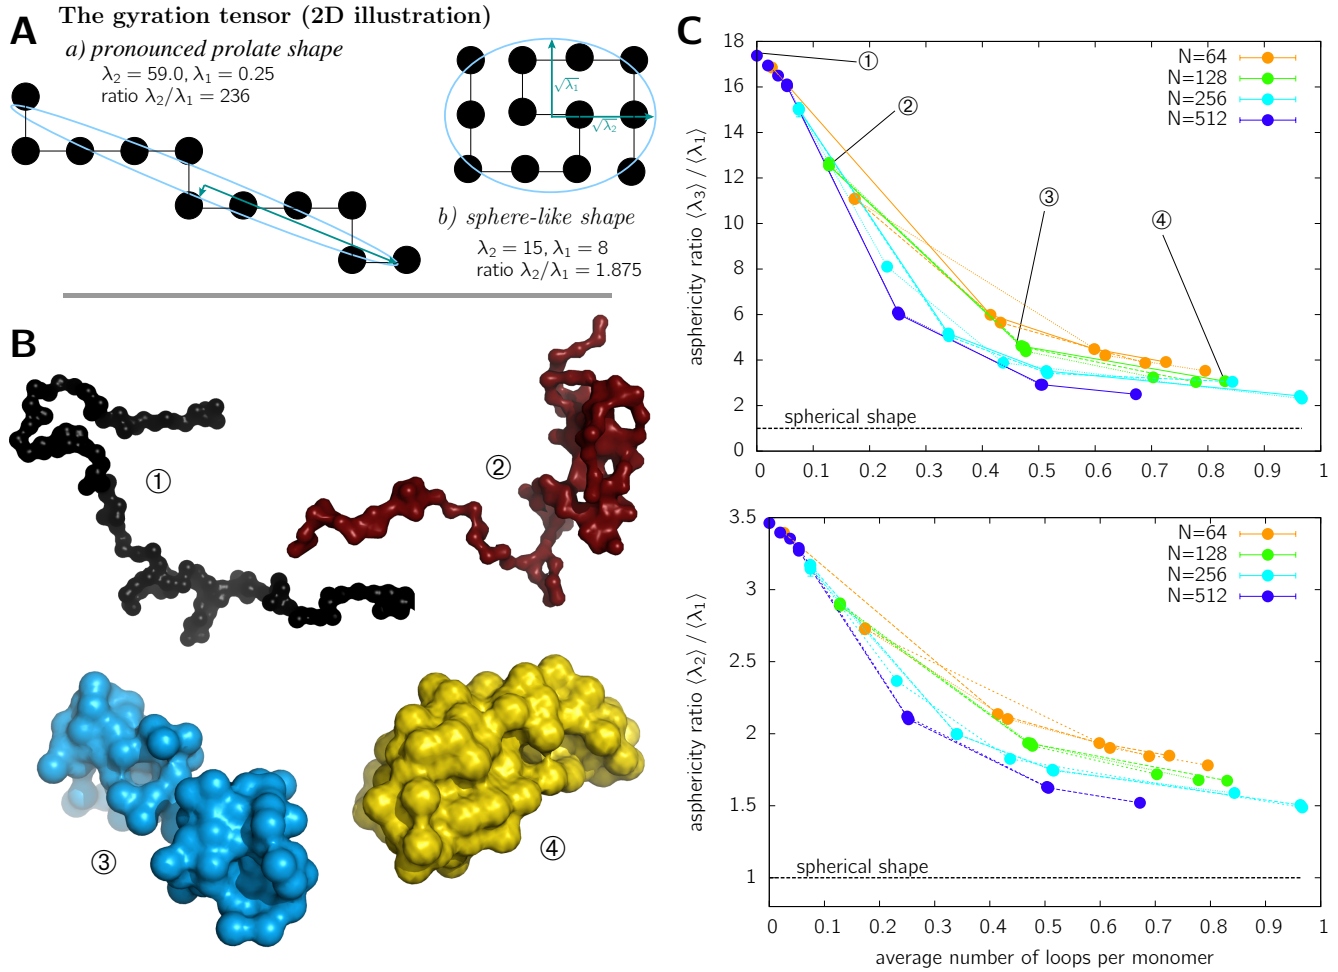 The gyration tensor (2D illustration)
A
a) pronounced prolate shape
λ2 = 59.0, λ1 = 0.25
ratio λ2/λ1 = 236
√λ1
√λ2
b) sphere-like shape
λ2 = 15, λ1 = 8
ratio λ2/λ1 = 1.875
B
①
②
③
④
C
18
16
14
12
10
8
6
4
2
0
asphericity ratio ⟨λ3⟩ / ⟨λ1⟩
①
②
③
④
N=64
N=128
N=256
N=512
spherical shape
0 0.1 0.2 0.3 0.4 0.5 0.6 0.7 0.8 0.9 1
3.5
3
2.5
2
1.5
1
asphericity ratio ⟨λ2⟩ / ⟨λ1⟩
N=64
N=128
N=256
N=512
spherical shape
0 0.1 0.2 0.3 0.4 0.5 0.6 0.7 0.8 0.9 1
average number of loops per monomer